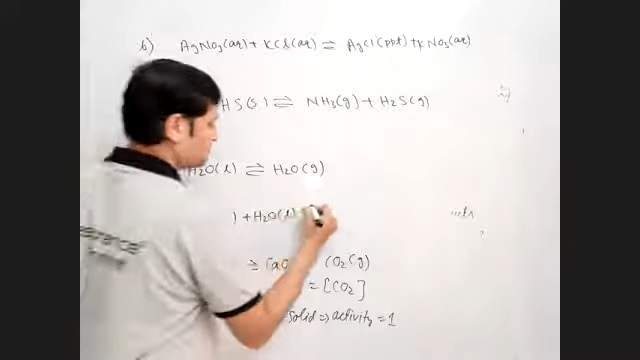 b) AgNO3(aq) + KCl(aq) ⇌ AgCl(ppt) + KNO3(aq)
HS(s) ⇌ NH3(g) + H2S(g)
H2O(l) ⇌ H2O(g)
) + H2O(l)
⇌ CaO CO2(g)
= [CO2]
solid ⇒ activity = 1